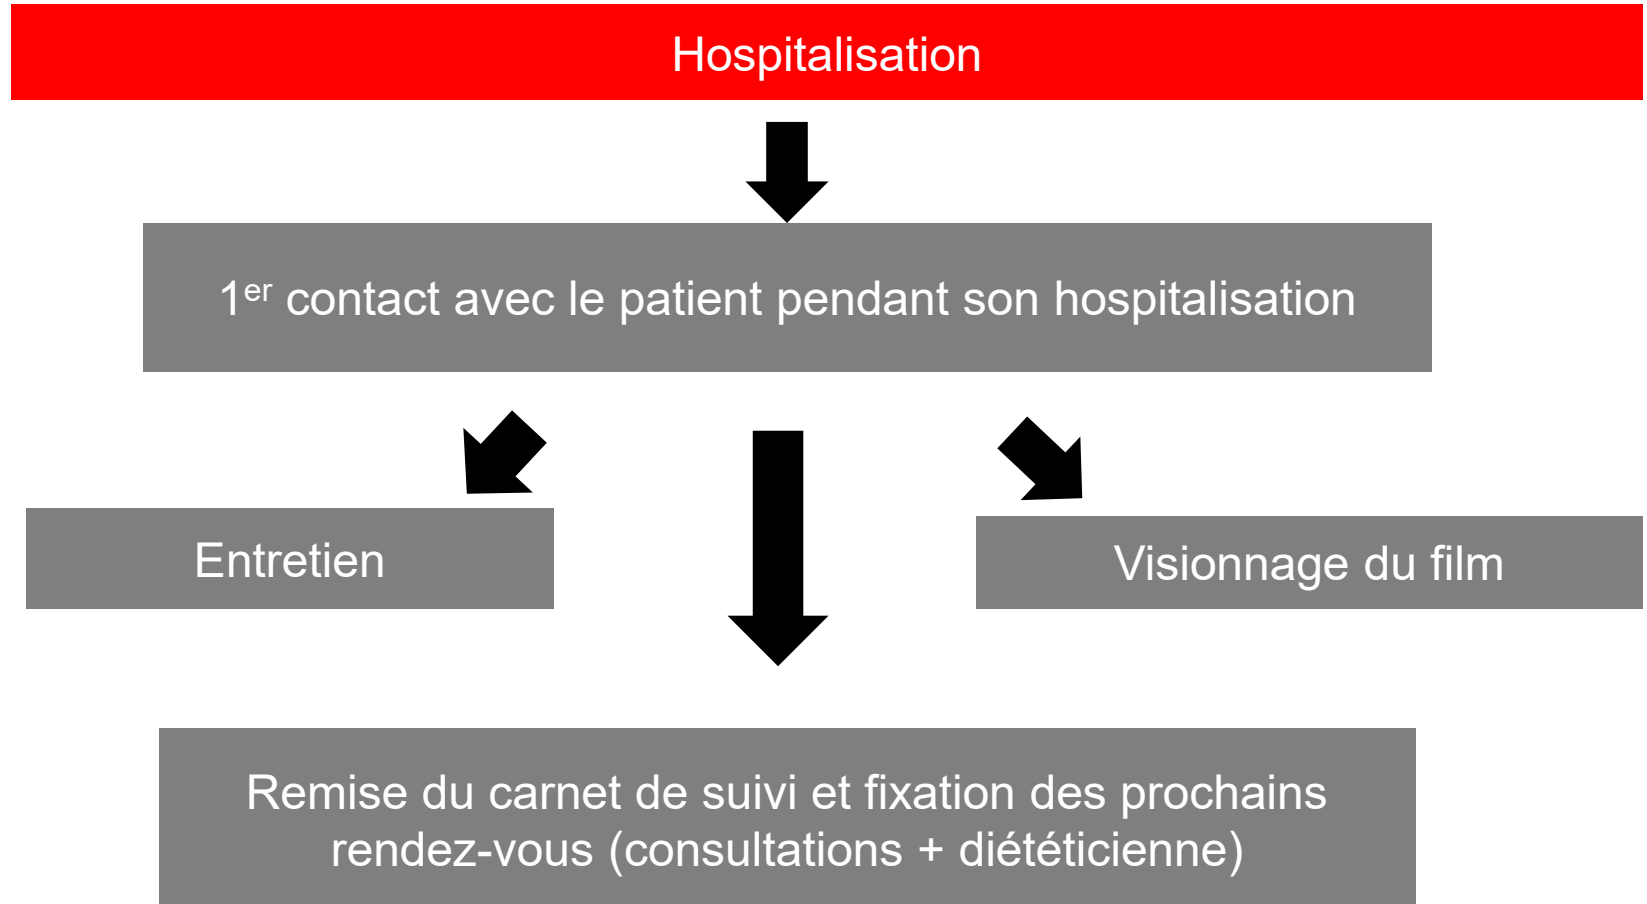 Hospitalisation
1er contact avec le patient pendant son hospitalisation
Entretien
Visionnage du film
Remise du carnet de suivi et fixation des prochains
rendez-vous (consultations + diététicienne)